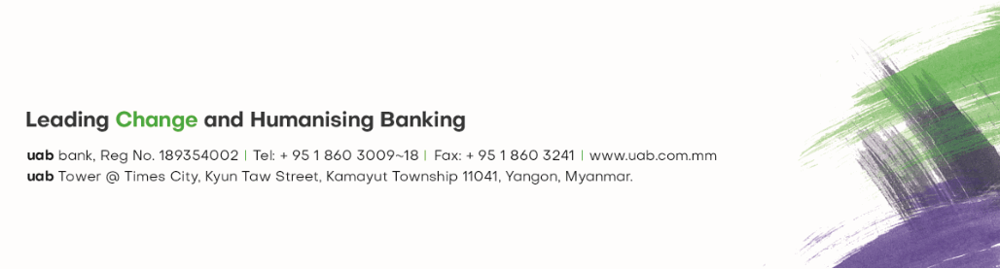 Leading Change and Humanising Banking
uab bank, Reg No. 189354002 | Tel: + 95 1 860 3009~18 | Fax: + 95 1 860 3241 | www.uab.com.mm
uab Tower @ Times City, Kyun Taw Street, Kamayut Township 11041, Yangon, Myanmar.